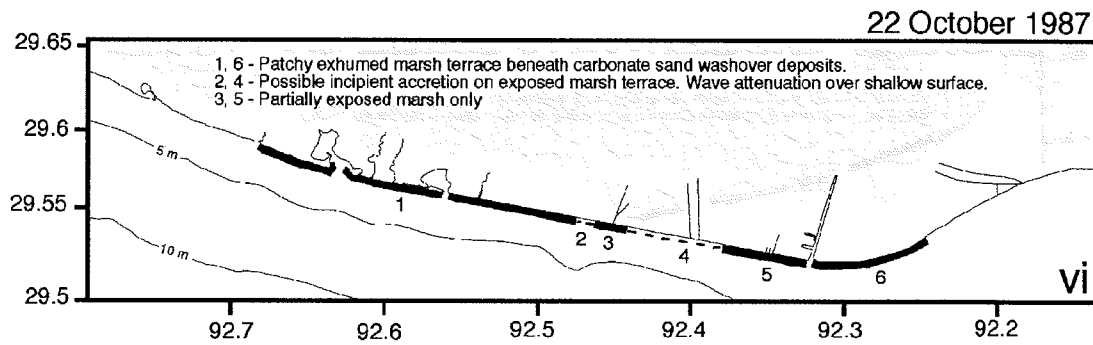 22 October 1987
29.65
1, 6 - Patchy exhumed marsh terrace beneath carbonate sand washover deposits.
2, 4 - Possible incipient accretion on exposed marsh terrace. Wave attenuation over shallow surface.
3, 5 - Partially exposed marsh only
29.6
5 m
29.55
1
2
3
4
5
6
10 m
29.5
vi
92.7
92.6
92.5
92.4
92.3
92.2